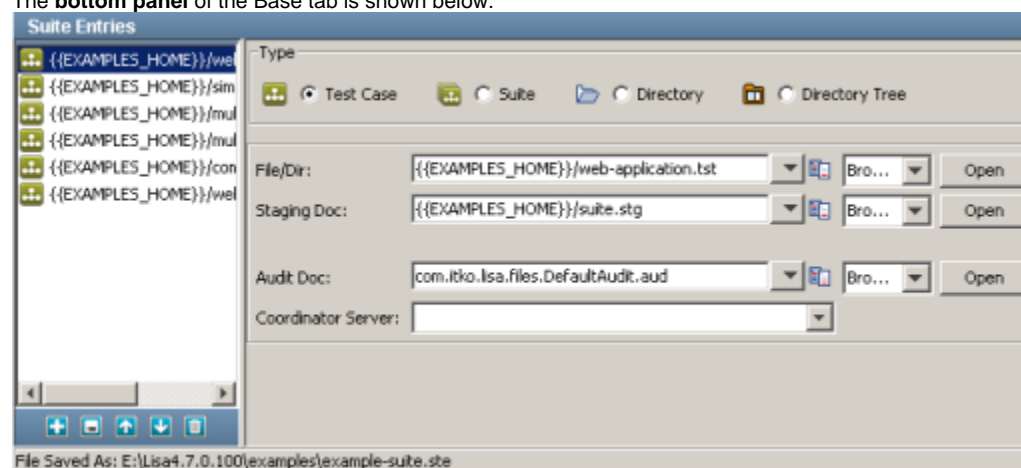 The bottom panel of the Base tab is shown below.
Suite Entries
{{EXAMPLES_HOME}}/wel
{{EXAMPLES_HOME}}/sim
{{EXAMPLES_HOME}}/mul
{{EXAMPLES_HOME}}/mul
{{EXAMPLES_HOME}}/con
{{EXAMPLES_HOME}}/wel
Type
Test Case Suite Directory Directory Tree
File/Dir: {{EXAMPLES_HOME}}/web-application.tst Bro... Open
Staging Doc: {{EXAMPLES_HOME}}/suite.stg Bro... Open
Audit Doc: com.itko.lisa.files.DefaultAudit.aud Bro... Open
Coordinator Server:
File Saved As: E:\Lisa4.7.0.100\examples\example-suite.ste